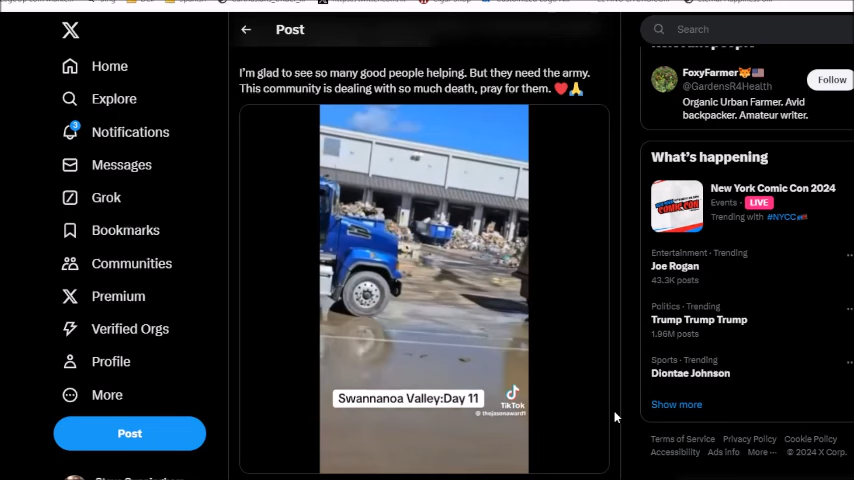 Post
Search
Home
Explore
3
Notifications
Messages
Grok
Bookmarks
Communities
Premium
Verified Orgs
Profile
More
Post
I'm glad to see so many good people helping. But they need the army.
This community is dealing with so much death, pray for them. ❤️🙏
Swannanoa Valley:Day 11
TikTok
FoxyFarmer🦊🇺🇸
@GardensR4Health
Follow
Organic Urban Farmer. Avid
backpacker. Amateur writer.
What's happening
New York Comic Con 2024
Events · LIVE
Trending with #NYCC
Entertainment · Trending
Joe Rogan
43.3K posts
Politics · Trending
Trump Trump Trump
1.96M posts
Sports · Trending
Diontae Johnson
Show more
Terms of Service Privacy Policy Cookie Policy
Accessibility Ads info More ··· © 2024 X Corp.